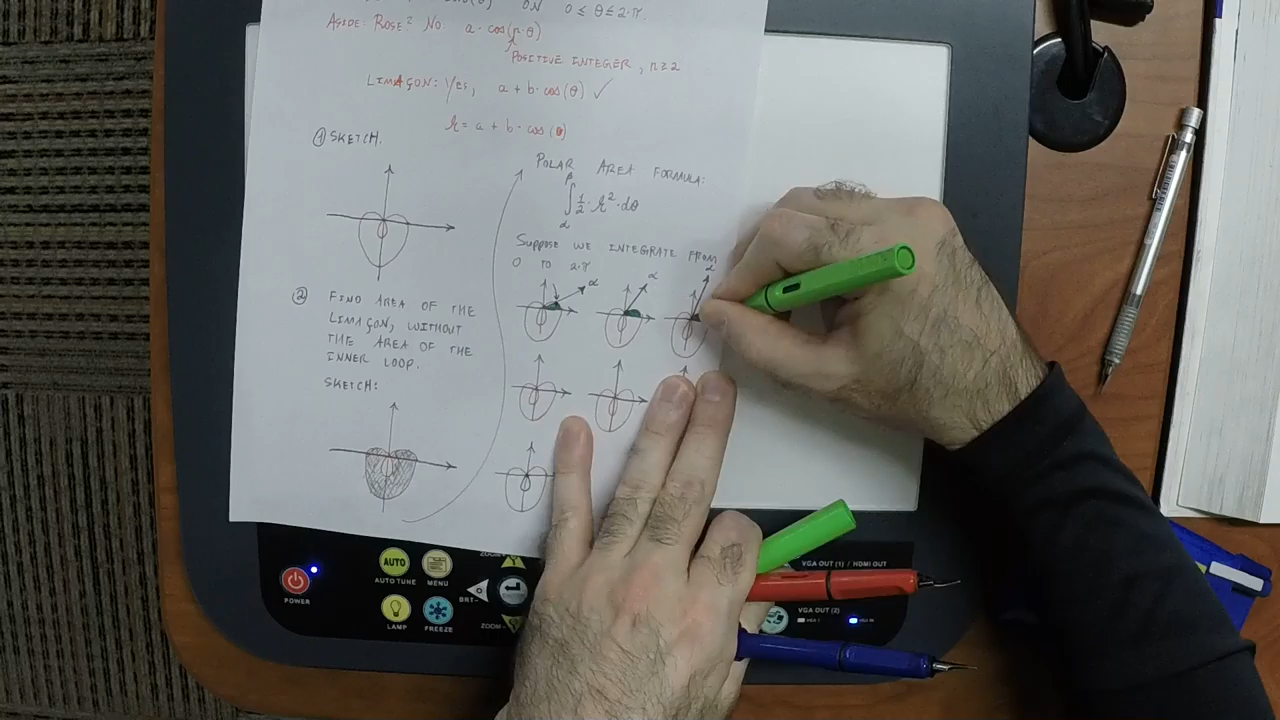 ON 0 ≤ θ ≤ 2·π.
ASIDE: ROSE? NO: a·cos(n·θ)
POSITIVE INTEGER, n≥2
LIMAÇON: YES, a + b·cos(θ) ✓
r = a + b·cos(θ)
① SKETCH.
POLAR AREA FORMULA:
∫ 1/2·r²·dθ
β
α
SUPPOSE WE INTEGRATE FROM
0 TO 2·π
α
α
α
② FIND AREA OF THE
LIMAÇON, WITHOUT
THE AREA OF THE
INNER LOOP.
SKETCH:
POWER
AUTO
AUTO TUNE
MENU
LAMP
FREEZE
ZOOM
BRT-
ZOOM-
VGA OUT (1) / HDMI OUT
VGA OUT (2)